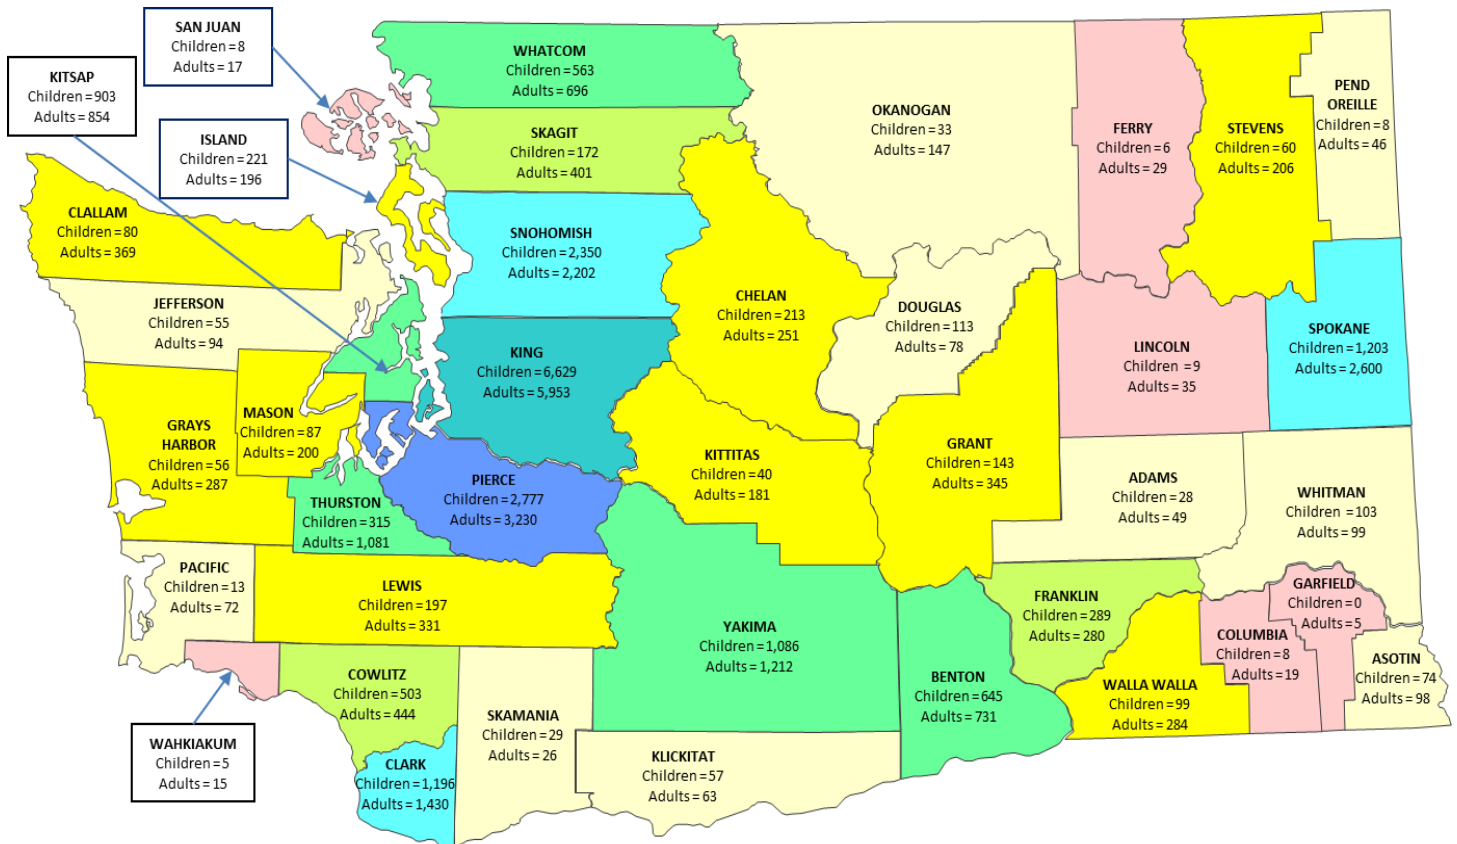 SAN JUAN
Children = 8
Adults = 17
KITSAP
Children = 903
Adults = 854
ISLAND
Children = 221
Adults = 196
WHATCOM
Children = 563
Adults = 696
SKAGIT
Children = 172
Adults = 401
OKANOGAN
Children = 33
Adults = 147
FERRY
Children = 6
Adults = 29
STEVENS
Children = 60
Adults = 206
PEND
OREILLE
Children = 8
Adults = 46
CLALLAM
Children = 80
Adults = 369
SNOHOMISH
Children = 2,350
Adults = 2,202
JEFFERSON
Children = 55
Adults = 94
CHELAN
Children = 213
Adults = 251
DOUGLAS
Children = 113
Adults = 78
KING
Children = 6,629
Adults = 5,953
LINCOLN
Children = 9
Adults = 35
SPOKANE
Children = 1,203
Adults = 2,600
GRAYS
HARBOR
Children = 56
Adults = 287
MASON
Children = 87
Adults = 200
KITTITAS
Children = 40
Adults = 181
GRANT
Children = 143
Adults = 345
ADAMS
Children = 28
Adults = 49
WHITMAN
Children = 103
Adults = 99
THURSTON
Children = 315
Adults = 1,081
PIERCE
Children = 2,777
Adults = 3,230
PACIFIC
Children = 13
Adults = 72
LEWIS
Children = 197
Adults = 331
YAKIMA
Children = 1,086
Adults = 1,212
FRANKLIN
Children = 289
Adults = 280
GARFIELD
Children = 0
Adults = 5
COLUMBIA
Children = 8
Adults = 19
ASOTIN
Children = 74
Adults = 98
BENTON
Children = 645
Adults = 731
WALLA WALLA
Children = 99
Adults = 284
COWLITZ
Children = 503
Adults = 444
SKAMANIA
Children = 29
Adults = 26
WAHKIAKUM
Children = 5
Adults = 15
CLARK
Children = 1,196
Adults = 1,430
KLICKITAT
Children = 57
Adults = 63